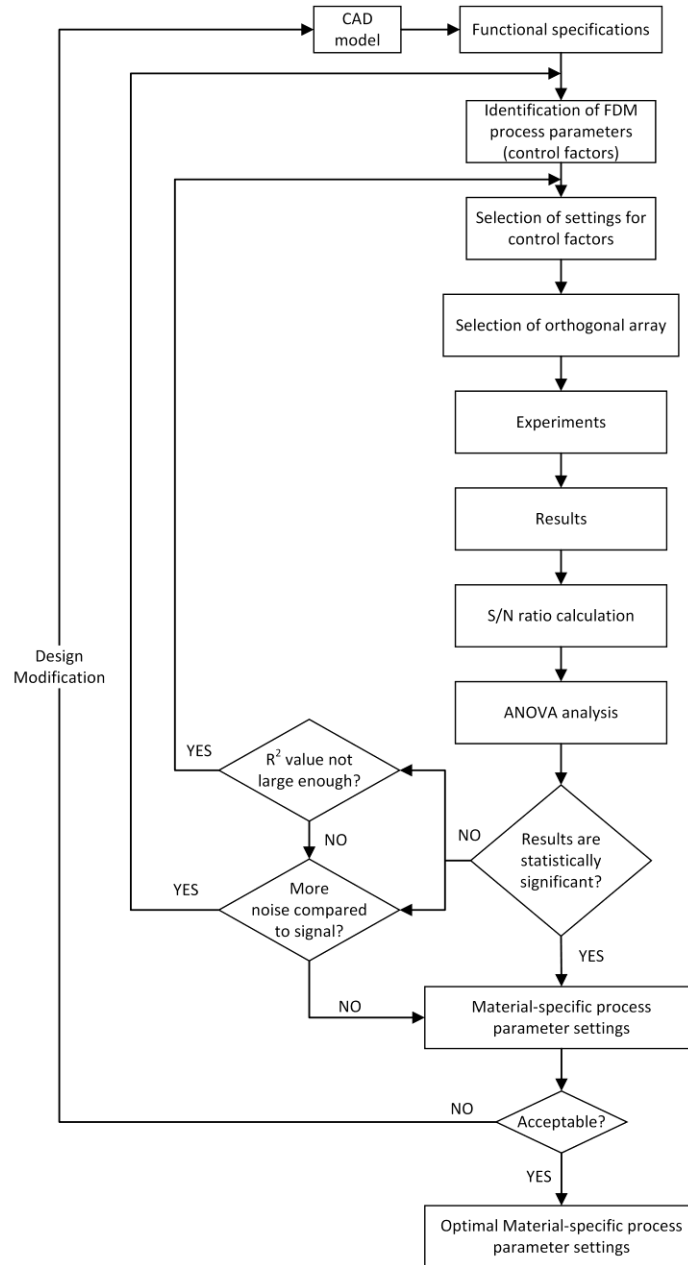 CAD
model
Functional specifications
Identification of FDM
process parameters
(control factors)
Selection of settings for
control factors
Selection of orthogonal array
Experiments
Results
S/N ratio calculation
Design
Modification
ANOVA analysis
YES
R² value not
large enough?
NO
Results are
statistically
significant?
NO
YES
More
noise compared
to signal?
YES
NO
Material-specific process
parameter settings
NO
Acceptable?
YES
Optimal Material-specific process
parameter settings